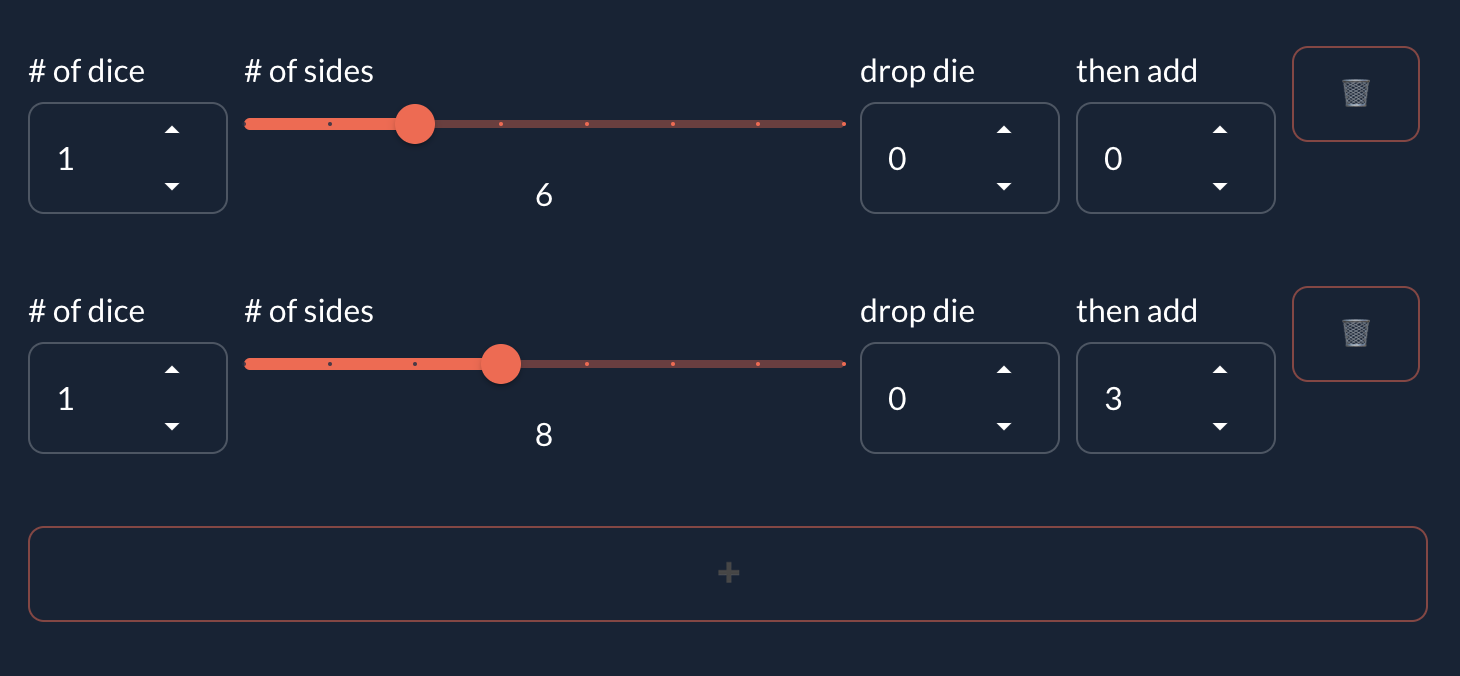 # of dice # of sides drop die then add
1 6 0 0
# of dice # of sides drop die then add
1 8 0 3